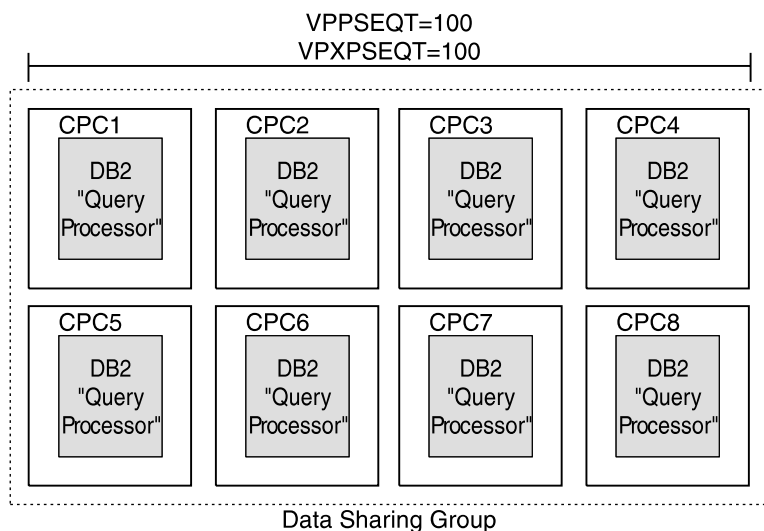 VPPSEQT=100
VPXPSEQT=100
CPC1
DB2
"Query
Processor"
CPC2
DB2
"Query
Processor"
CPC3
DB2
"Query
Processor"
CPC4
DB2
"Query
Processor"
CPC5
DB2
"Query
Processor"
CPC6
DB2
"Query
Processor"
CPC7
DB2
"Query
Processor"
CPC8
DB2
"Query
Processor"
Data Sharing Group